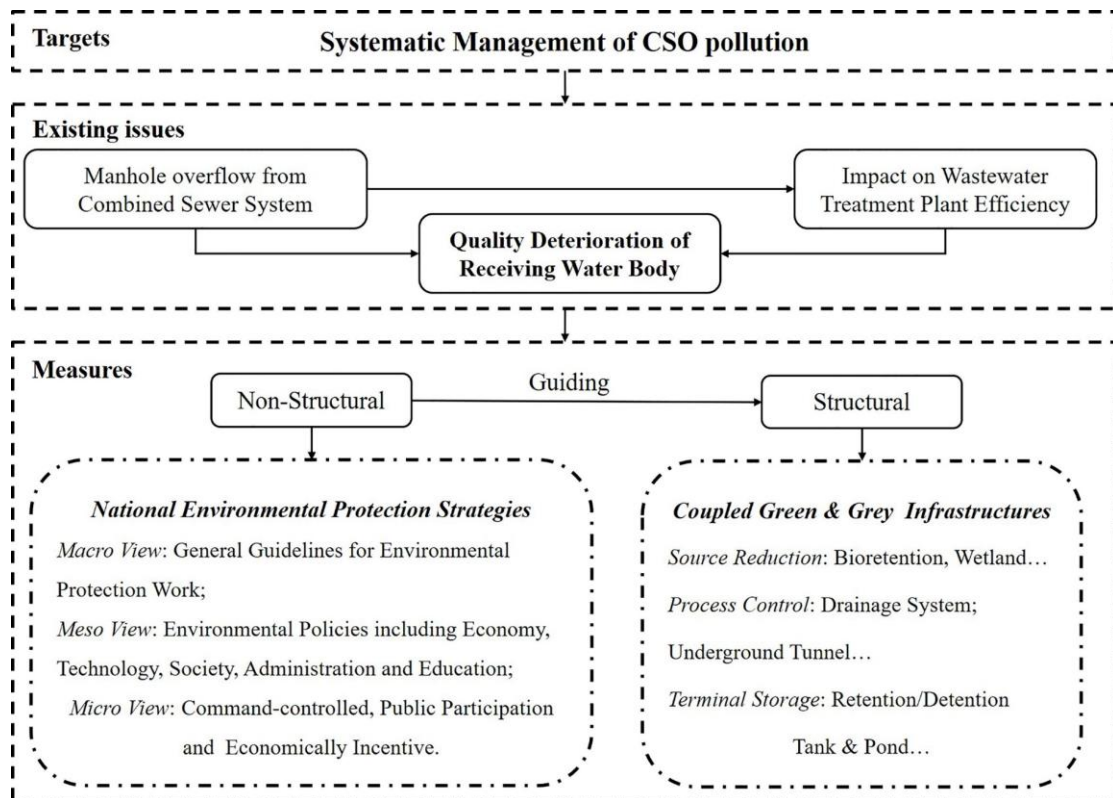 Targets
Systematic Management of CSO pollution
Existing issues
Manhole overflow from
Combined Sewer System
Impact on Wastewater
Treatment Plant Efficiency
Quality Deterioration of
Receiving Water Body
Measures
Non-Structural
Guiding
Structural
National Environmental Protection Strategies
Macro View: General Guidelines for Environmental
Protection Work;
Meso View: Environmental Policies including Economy,
Technology, Society, Administration and Education;
Micro View: Command-controlled, Public Participation
and Economically Incentive.
Coupled Green & Grey Infrastructures
Source Reduction: Bioretention, Wetland…
Process Control: Drainage System;
Underground Tunnel…
Terminal Storage: Retention/Detention
Tank & Pond…